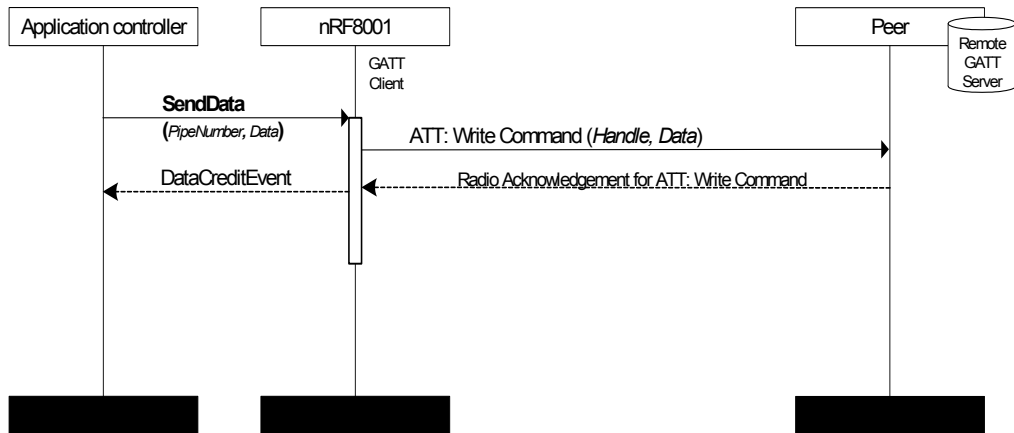 Application controller
nRF8001
Peer
Remote
GATT
Server
GATT
Client
SendData
(PipeNumber, Data)
ATT: Write Command (Handle, Data)
DataCreditEvent
Radio Acknowledgement for ATT: Write Command